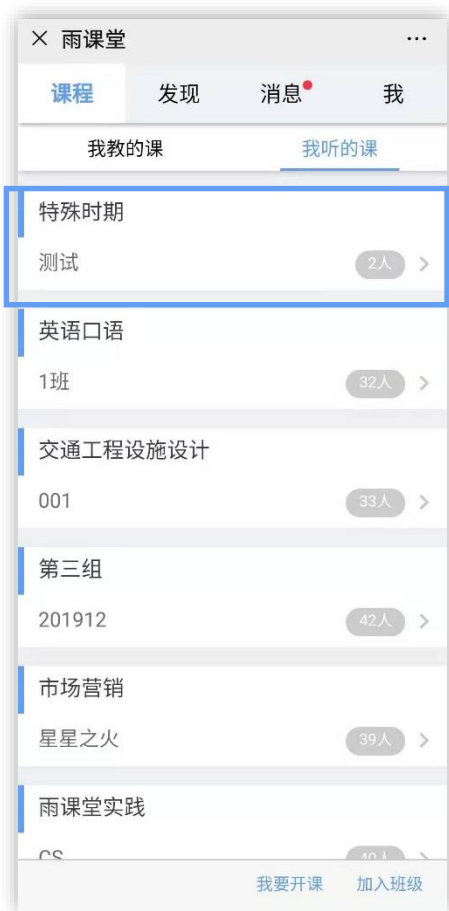 × 雨课堂 ...
课程 发现 消息 我
我教的课 我听的课
特殊时期
测试 2人 >
英语口语
1班 32人 >
交通工程设施设计
001 33人 >
第三组
201912 42人 >
市场营销
星星之火 39人 >
雨课堂实践
CS 40人 >
我要开课 加入班级